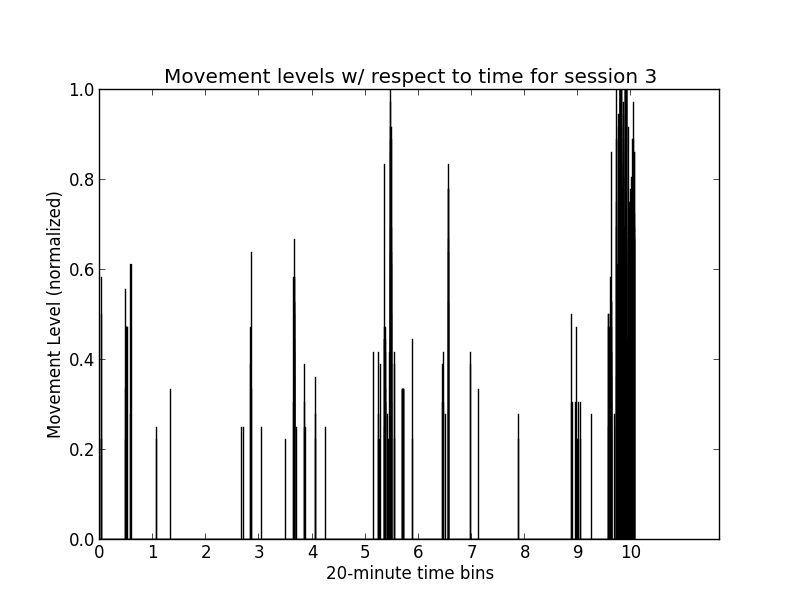 Movement levels w/ respect to time for session 3
Movement Level (normalized)
1.0
0.8
0.6
0.4
0.2
0.0
0 1 2 3 4 5 6 7 8 9 10
20-minute time bins